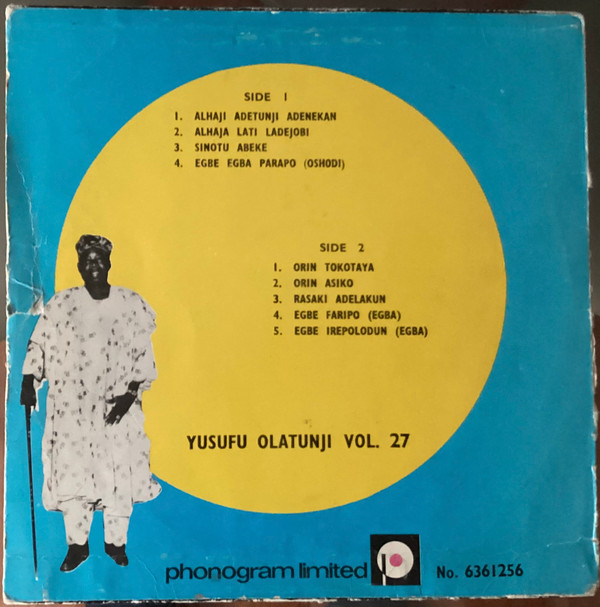 SIDE 1
1. ALHAJI ADETUNJI ADENEKAN
2. ALHAJA LATI LADEJOBI
3. SINOTU ABEKE
4. EGBE EGBA PARAPO (OSHODI)
SIDE 2
1. ORIN TOKOTAYA
2. ORIN ASIKO
3. RASAKI ADELAKUN
4. EGBE FARIPO (EGBA)
5. EGBE IREPOLODUN (EGBA)
YUSUFU OLATUNJI VOL. 27
phonogram limited
No. 6361256